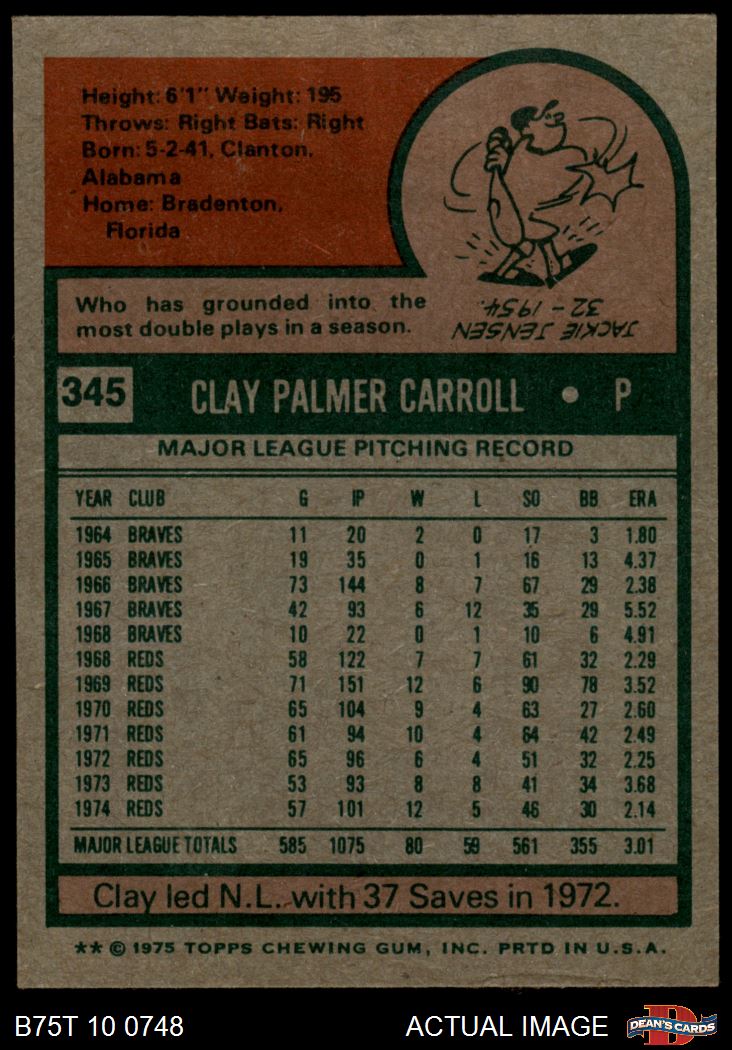 Height: 6'1" Weight: 195
Throws: Right Bats: Right
Born: 5-2-41, Clanton,
Alabama
Home: Bradenton,
Florida
Who has grounded into the
most double plays in a season.
JACKIE JENSEN
32 - 1954.
345 CLAY PALMER CARROLL • P
MAJOR LEAGUE PITCHING RECORD
YEAR CLUB G IP W L SO BB ERA
1964 BRAVES 11 20 2 0 17 3 1.80
1965 BRAVES 19 35 0 1 16 13 4.37
1966 BRAVES 73 144 8 7 67 29 2.38
1967 BRAVES 42 93 6 12 35 29 5.52
1968 BRAVES 10 22 0 1 10 6 4.91
1968 REDS 58 122 7 7 61 32 2.29
1969 REDS 71 151 12 6 90 78 3.52
1970 REDS 65 104 9 4 63 27 2.60
1971 REDS 61 94 10 4 64 42 2.49
1972 REDS 65 96 6 4 51 32 2.25
1973 REDS 53 93 8 8 41 34 3.68
1974 REDS 57 101 12 5 46 30 2.14
MAJOR LEAGUE TOTALS 585 1075 80 59 561 355 3.01
Clay led N.L. with 37 Saves in 1972.
** © 1975 TOPPS CHEWING GUM, INC. PRTD IN U.S.A.
B75T 10 0748 ACTUAL IMAGE D DEAN'S CARDS